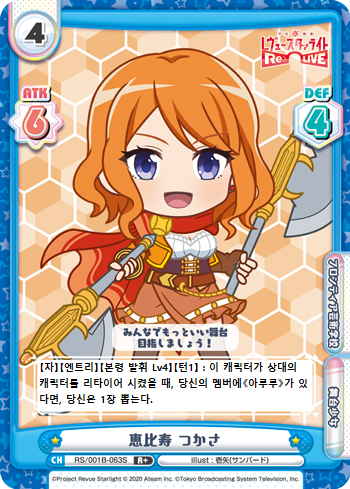 4
少女☆歌劇
レヴュースタァライト
Re LIVE
ATK
6
DEF
4
フロンティア芸術学校
舞台少女
みんなでもっといい舞台
目指しましょう!
【자】【엔트리】【본령 발휘 Lv4】【턴1】 : 이 캐릭터가 상대의
캐릭터를 리타이어 시켰을 때, 당신의 멤버에《아루루》가 있
다면, 당신은 1장 뽑는다.
恵比寿 つかさ
CH RS/001B-063S R+ illust : 壱矢(サンバード)
©Project Revue Starlight © 2020 Ateam Inc. ©Tokyo Broadcasting System Television, Inc.